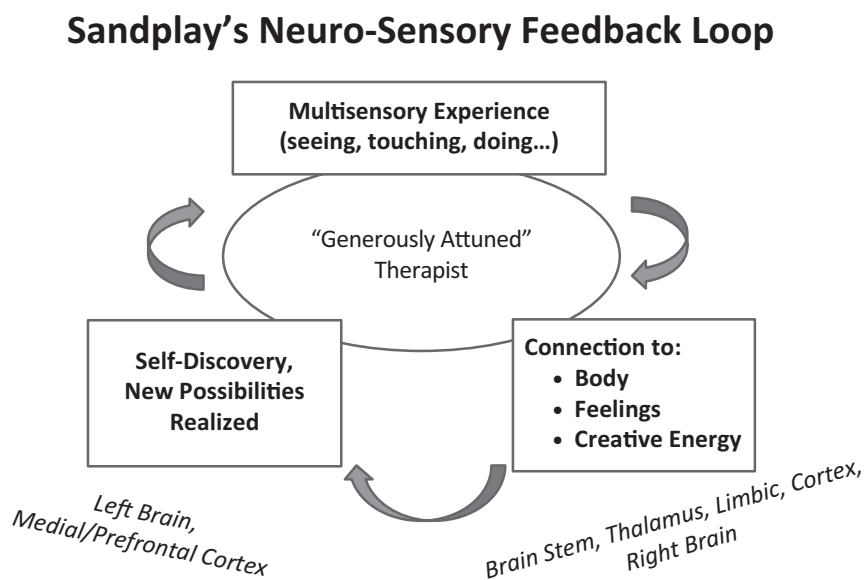 Sandplay’s Neuro-Sensory Feedback Loop
Multisensory Experience
(seeing, touching, doing…)
“Generously Attuned”
Therapist
Self-Discovery,
New Possibilities
Realized
Connection to:
• Body
• Feelings
• Creative Energy
Left Brain,
Medial/Prefrontal Cortex
Brain Stem, Thalamus, Limbic, Cortex,
Right Brain